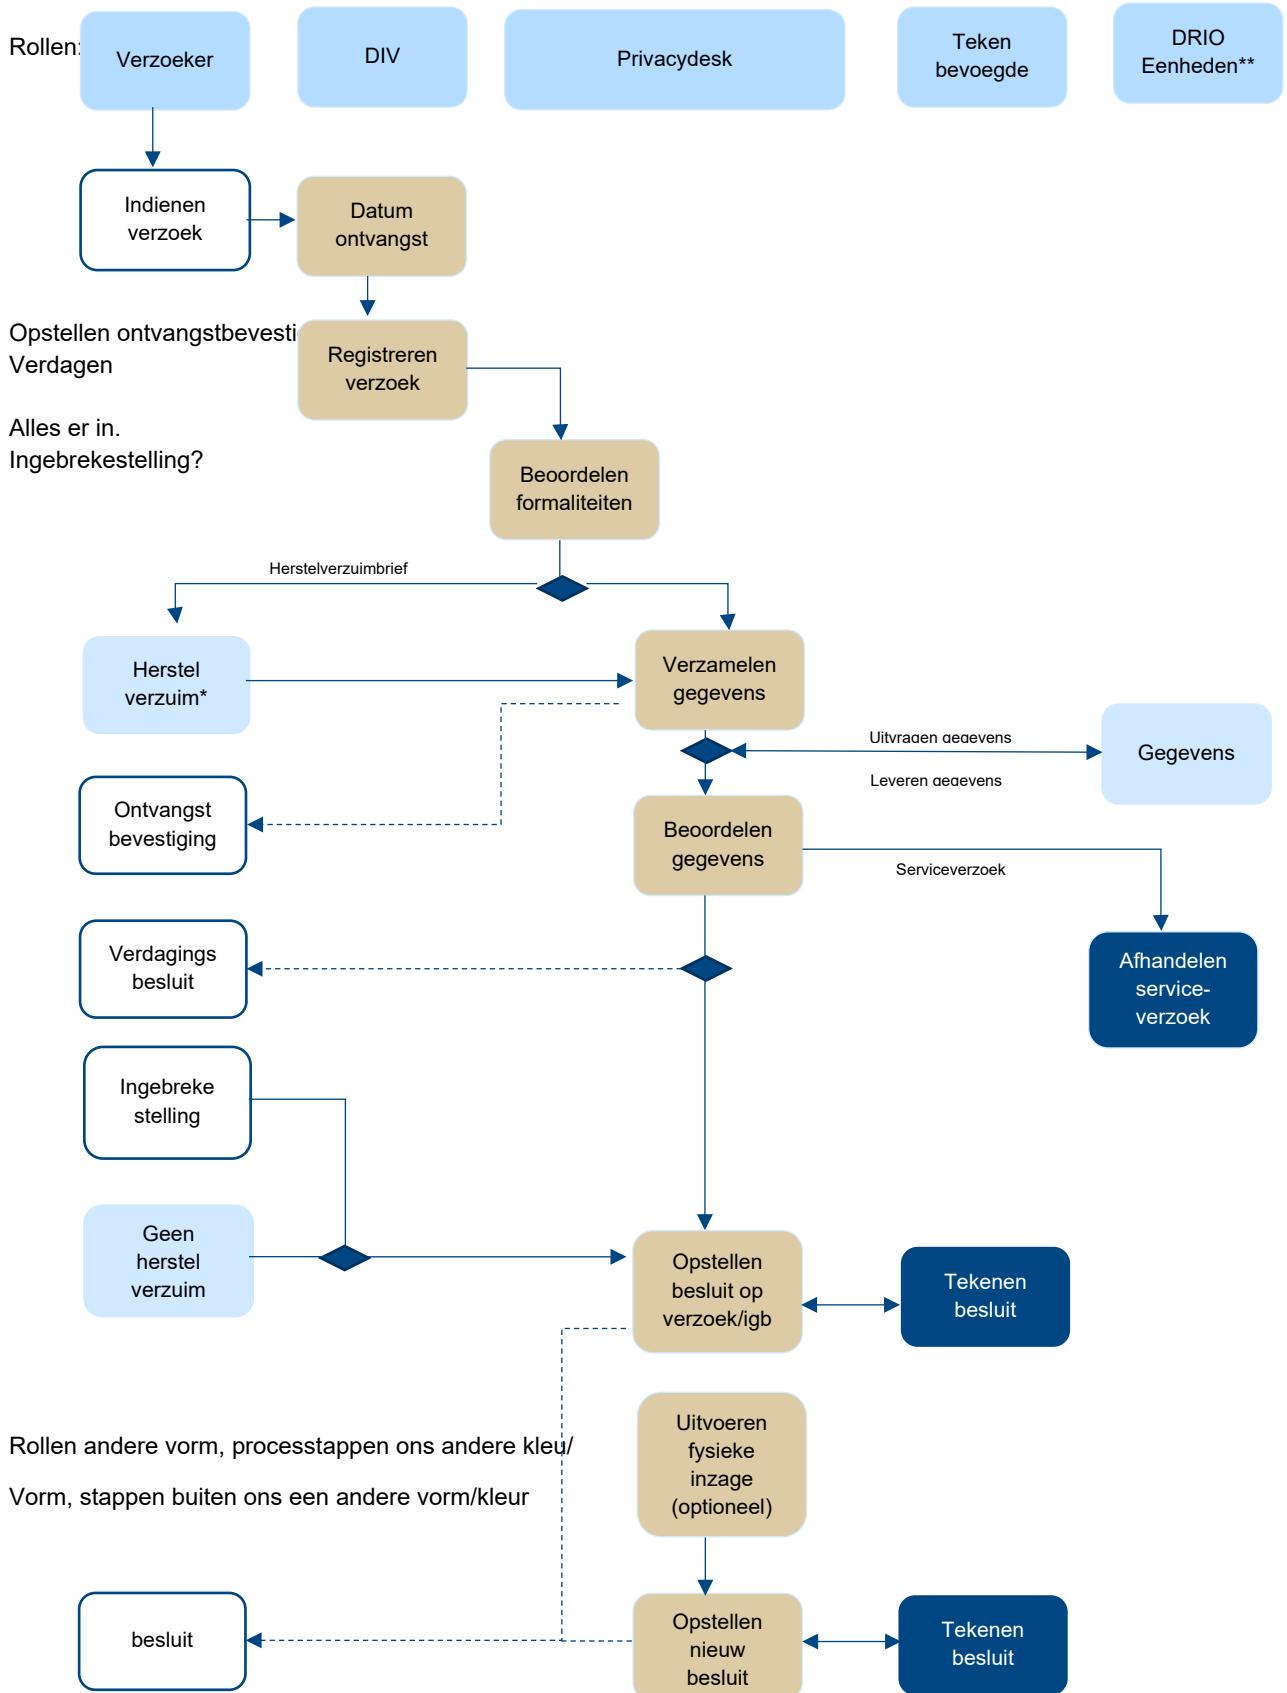 Rollen:
Verzoeker
DIV
Privacydesk
Teken
bevoegde
DRIO
Eenheden**
Indienen
verzoek
Datum
ontvangst
Opstellen ontvangstbevesti
Verdagen
Registreren
verzoek
Alles er in.
Ingebrekestelling?
Beoordelen
formaliteiten
Herstelverzuimbrief
Herstel
verzuim*
Verzamelen
gegevens
Uitvragen gegevens
Gegevens
Leveren gegevens
Ontvangst
bevestiging
Beoordelen
gegevens
Serviceverzoek
Verdagings
besluit
Afhandelen
service-
verzoek
Ingebreke
stelling
Geen
herstel
verzuim
Opstellen
besluit op
verzoek/igb
Tekenen
besluit
Rollen andere vorm, processtappen ons andere kleu/
Vorm, stappen buiten ons een andere vorm/kleur
Uitvoeren
fysieke
inzage
(optioneel)
besluit
Opstellen
nieuw
besluit
Tekenen
besluit